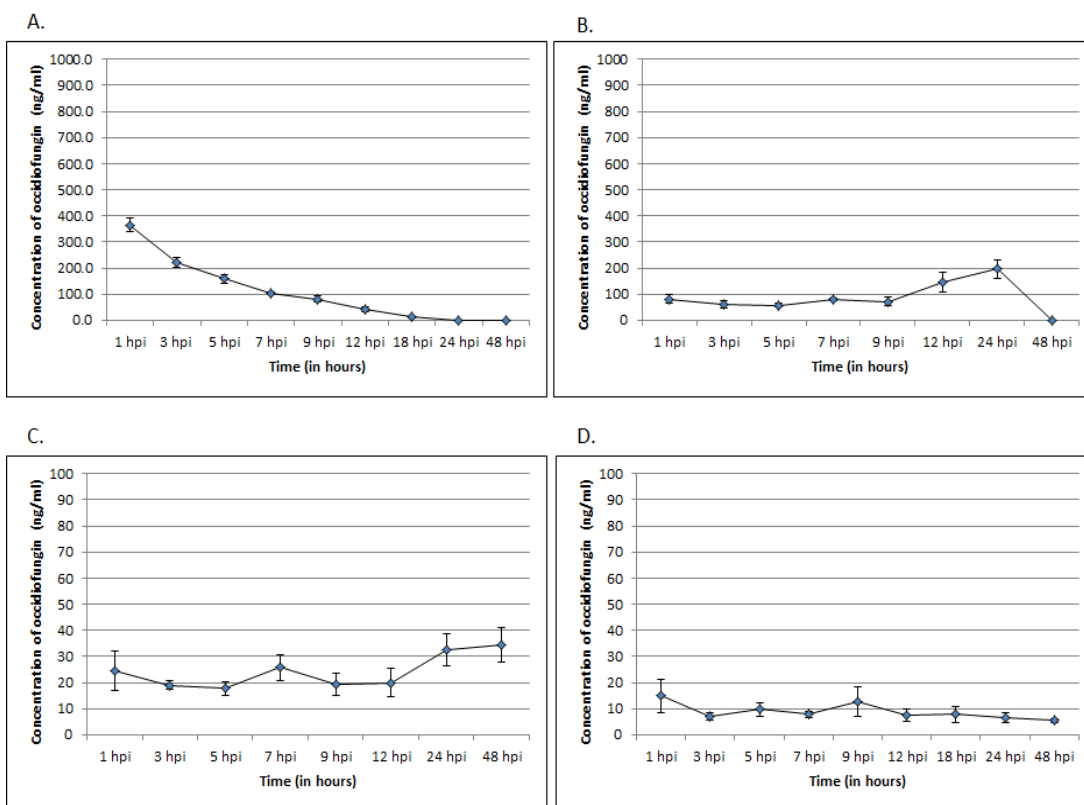 A.
Concentration of occidiofungin (ng/ml)
1000.0
900.0
800.0
700.0
600.0
500.0
400.0
300.0
200.0
100.0
0.0
1 hpi 3 hpi 5 hpi 7 hpi 9 hpi 12 hpi 18 hpi 24 hpi 48 hpi
Time (in hours)
B.
Concentration of occidiofungin (ng/ml)
1000
900
800
700
600
500
400
300
200
100
0
1 hpi 3 hpi 5 hpi 7 hpi 9 hpi 12 hpi 24 hpi 48 hpi
Time (in hours)
C.
Concentration of occidiofungin (ng/ml)
100
90
80
70
60
50
40
30
20
10
0
1 hpi 3 hpi 5 hpi 7 hpi 9 hpi 12 hpi 24 hpi 48 hpi
Time (in hours)
D.
Concentration of occidiofungin (ng/ml)
100
90
80
70
60
50
40
30
20
10
0
1 hpi 3 hpi 5 hpi 7 hpi 9 hpi 12 hpi 18 hpi 24 hpi 48 hpi
Time (in hours)